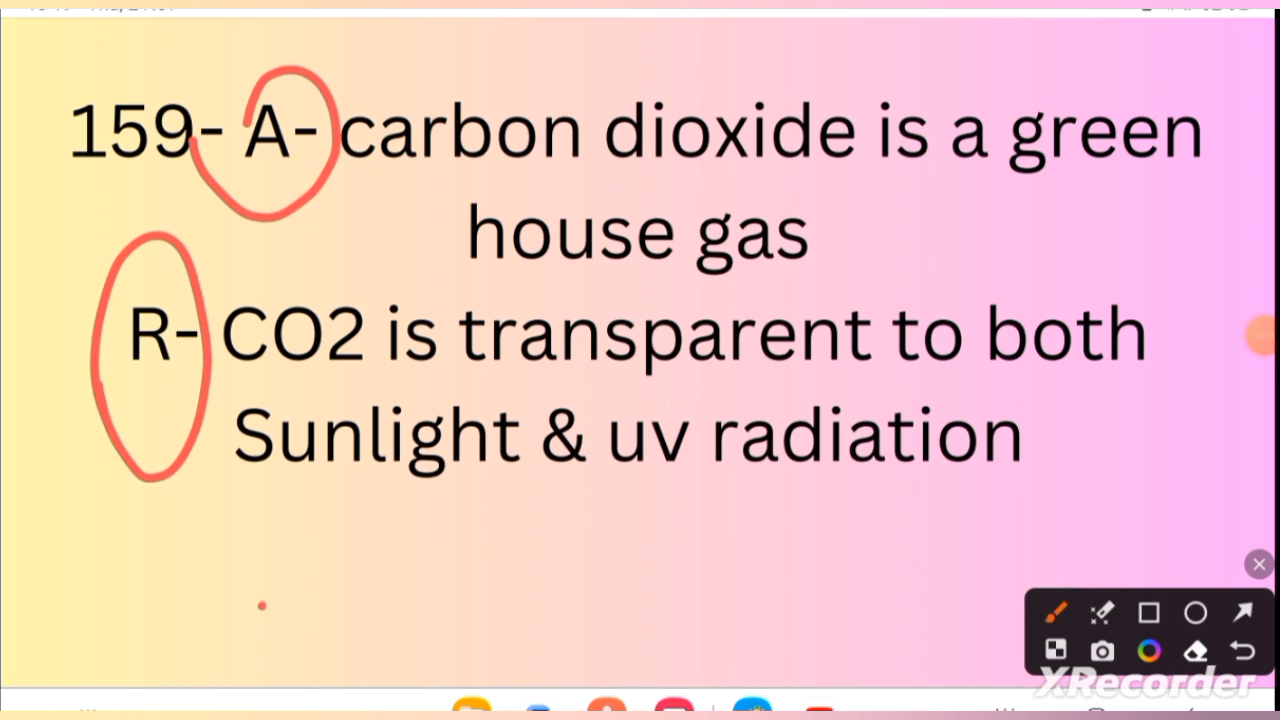 159- A- carbon dioxide is a green
house gas
R- CO2 is transparent to both
Sunlight & uv radiation
XRecorder